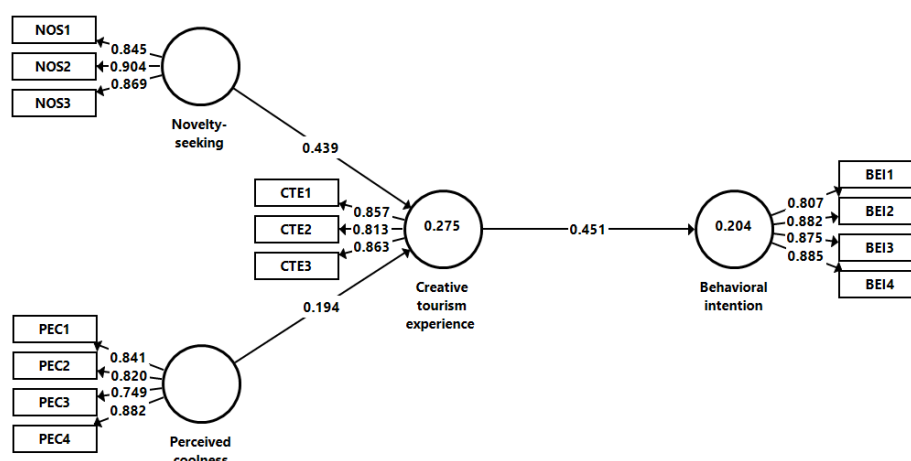 NOS1
0.845
NOS2
0.904
0.869
NOS3
Novelty-
seeking
0.439
CTE1
0.857
CTE2
0.813
0.863
CTE3
0.275
Creative
tourism
experience
0.451
0.204
Behavioral
intention
BEI1
0.807
BEI2
0.882
0.875
BEI3
0.885
BEI4
0.194
PEC1
0.841
PEC2
0.820
0.749
PEC3
0.882
PEC4
Perceived
coolness